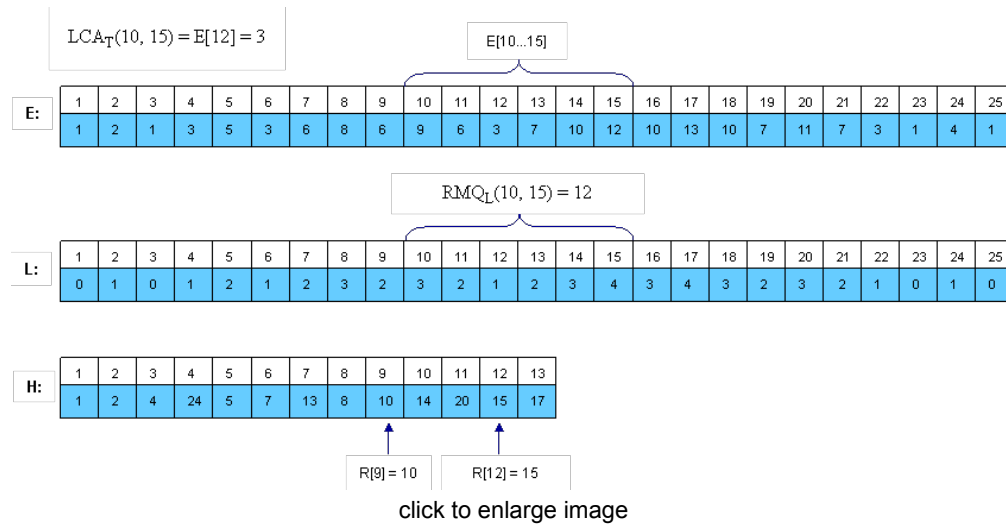 LCA_T(10, 15) = E[12] = 3
E[10...15]
E:
1 2 3 4 5 6 7 8 9 10 11 12 13 14 15 16 17 18 19 20 21 22 23 24 25
1 2 1 3 5 3 6 8 6 9 6 3 7 10 12 10 13 10 7 11 7 3 1 4 1
RMQ_L(10, 15) = 12
L:
1 2 3 4 5 6 7 8 9 10 11 12 13 14 15 16 17 18 19 20 21 22 23 24 25
0 1 0 1 2 1 2 3 2 3 2 1 2 3 4 3 4 3 2 3 2 1 0 1 0
H:
1 2 3 4 5 6 7 8 9 10 11 12 13
1 2 4 24 5 7 13 8 10 14 20 15 17
R[9] = 10 R[12] = 15
click to enlarge image